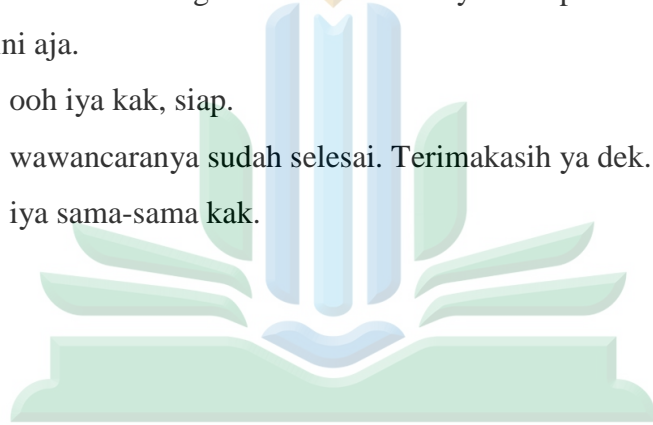 ni aja.
ooh iya kak, siap.
wawancaranya sudah selesai. Terimakasih ya dek.
iya sama-sama kak.